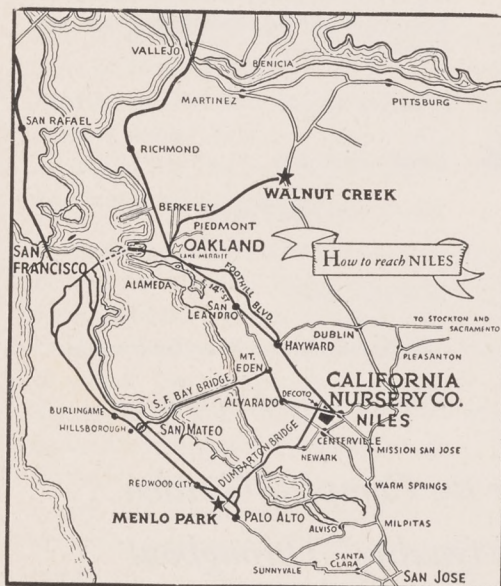 VALLEJO
BENICIA
MARTINEZ
PITTSBURG
SAN RAFAEL
RICHMOND
WALNUT CREEK
BERKELEY
PIEDMONT
OAKLAND
LAKE MERRITT
SAN
FRANCISCO
ALAMEDA
14TH ST
FOOTHILL BLVD.
How to reach NILES
SAN
LEANDRO
HAYWARD
DUBLIN
TO STOCKTON AND
SACRAMENTO
PLEASANTON
MT.
EDEN
S. F. BAY BRIDGE
ALVARADO
DECOTO
CALIFORNIA
NURSERY CO.
NILES
BURLINGAME
HILLSBOROUGH
SAN MATEO
DUMBARTON BRIDGE
CENTERVILLE
NEWARK
MISSION SAN JOSE
WARM SPRINGS
REDWOOD CITY
MENLO PARK
PALO ALTO
ALVISO
MILPITAS
SUNNYVALE
SANTA
CLARA
SAN JOSE